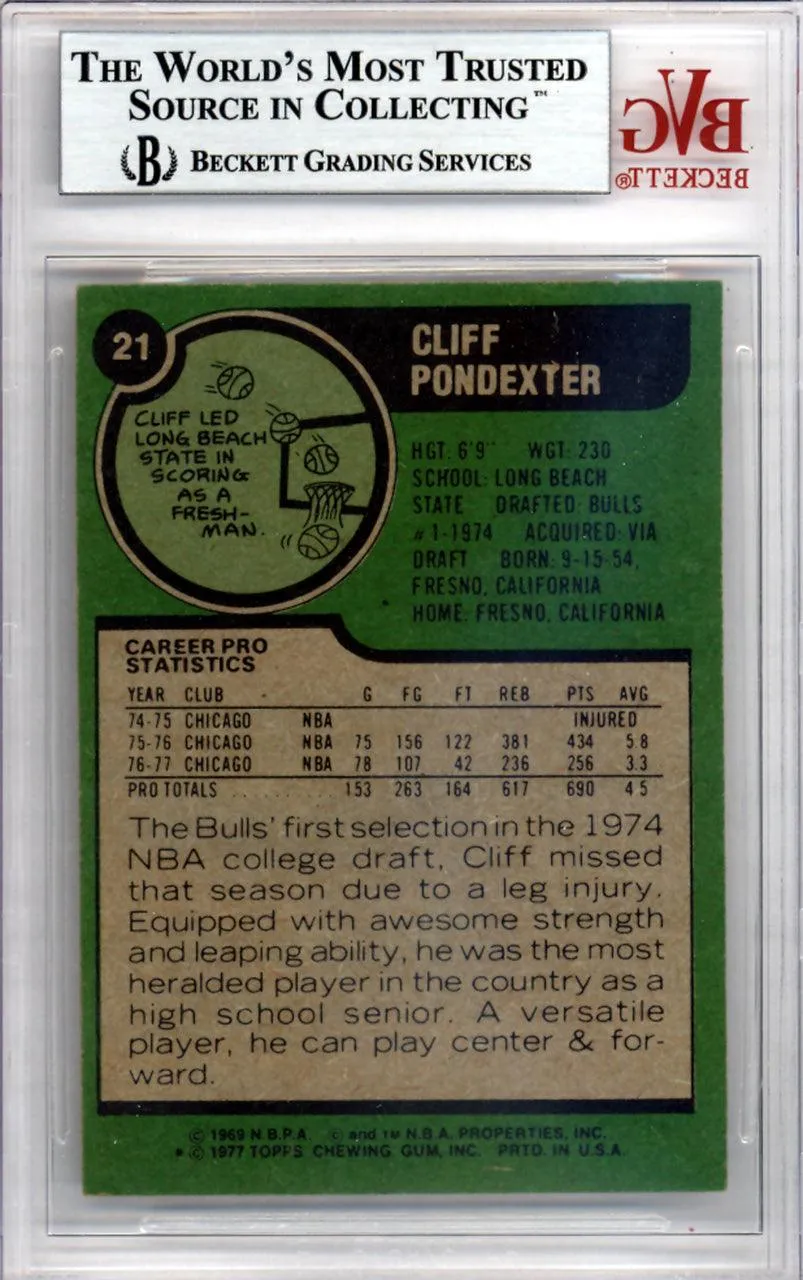 THE WORLD'S MOST TRUSTED
SOURCE IN COLLECTING™
B BECKETT GRADING SERVICES
BVG
BECKETT®
21
CLIFF
PONDEXTER
CLIFF LED
LONG BEACH
STATE IN
SCORING
AS A
FRESH-
MAN.
HGT: 6'9" WGT: 230
SCHOOL: LONG BEACH
STATE DRAFTED: BULLS
#1-1974 ACQUIRED: VIA
DRAFT BORN: 9-15-54,
FRESNO, CALIFORNIA
HOME: FRESNO, CALIFORNIA
CAREER PRO
STATISTICS
YEAR CLUB G FG FT REB PTS AVG
74-75 CHICAGO NBA INJURED
75-76 CHICAGO NBA 75 156 122 381 434 5.8
76-77 CHICAGO NBA 78 107 42 236 256 3.3
PRO TOTALS . . . . . . . . . . 153 263 164 617 690 4.5
The Bulls' first selection in the 1974
NBA college draft, Cliff missed
that season due to a leg injury.
Equipped with awesome strength
and leaping ability, he was the most
heralded player in the country as a
high school senior. A versatile
player, he can play center & for-
ward.
© 1969 N.B.P.A. © and TM N.B.A. PROPERTIES, INC.
* © 1977 TOPPS CHEWING GUM, INC. PRTD. IN U.S.A.